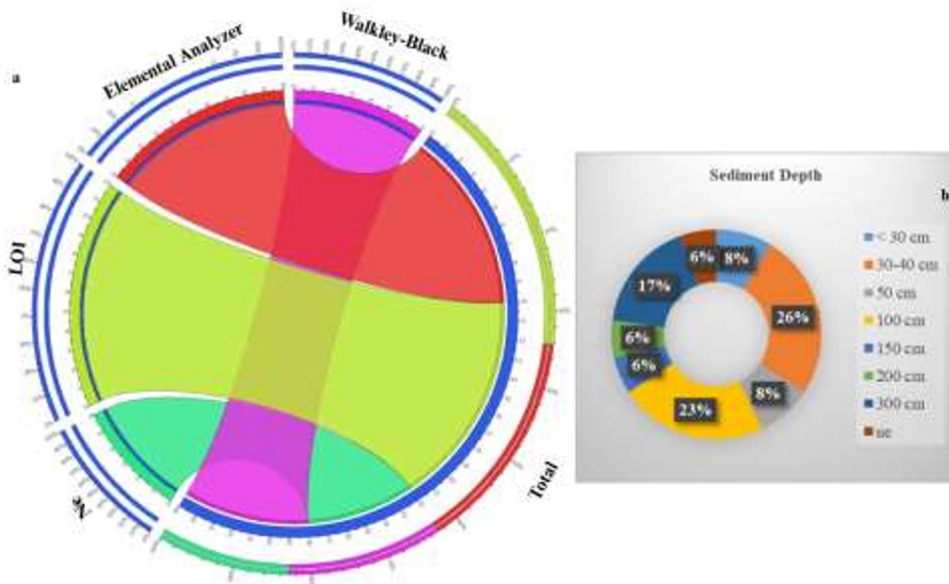 a
Elemental Analyzer
Walkley-Black
LOI
Ne
Total
Sediment Depth
b
6%
8%
17%
26%
6%
6%
8%
23%
< 30 cm
30-40 cm
50 cm
100 cm
150 cm
200 cm
300 cm
ne